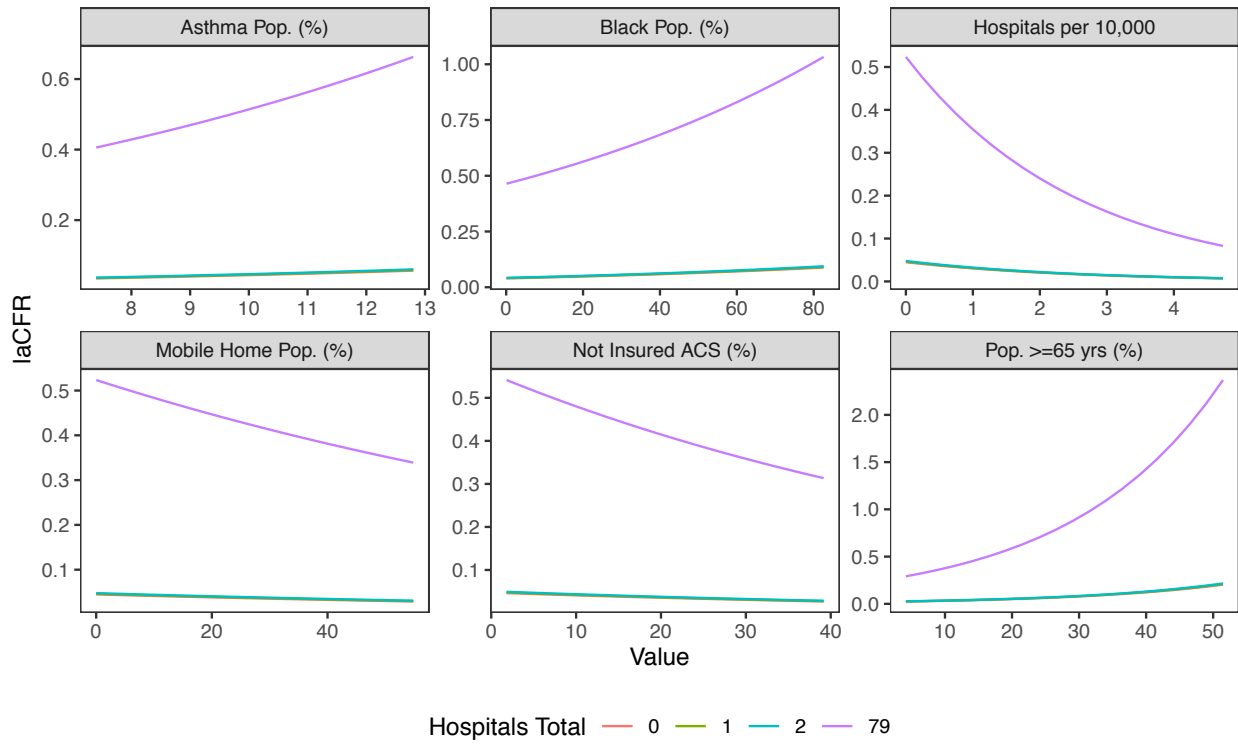 Asthma Pop. (%) Black Pop. (%) Hospitals per 10,000
0.6
0.4
0.2
8 9 10 11 12 13
1.00
0.75
0.50
0.25
0.00
0 20 40 60 80
0.5
0.4
0.3
0.2
0.1
0.0
0 1 2 3 4
laCFR
Mobile Home Pop. (%) Not Insured ACS (%) Pop. >=65 yrs (%)
0.5
0.4
0.3
0.2
0.1
0 20 40
0.5
0.4
0.3
0.2
0.1
0 10 20 30 40
2.0
1.5
1.0
0.5
0.0
10 20 30 40 50
Value
Hospitals Total 0 1 2 79